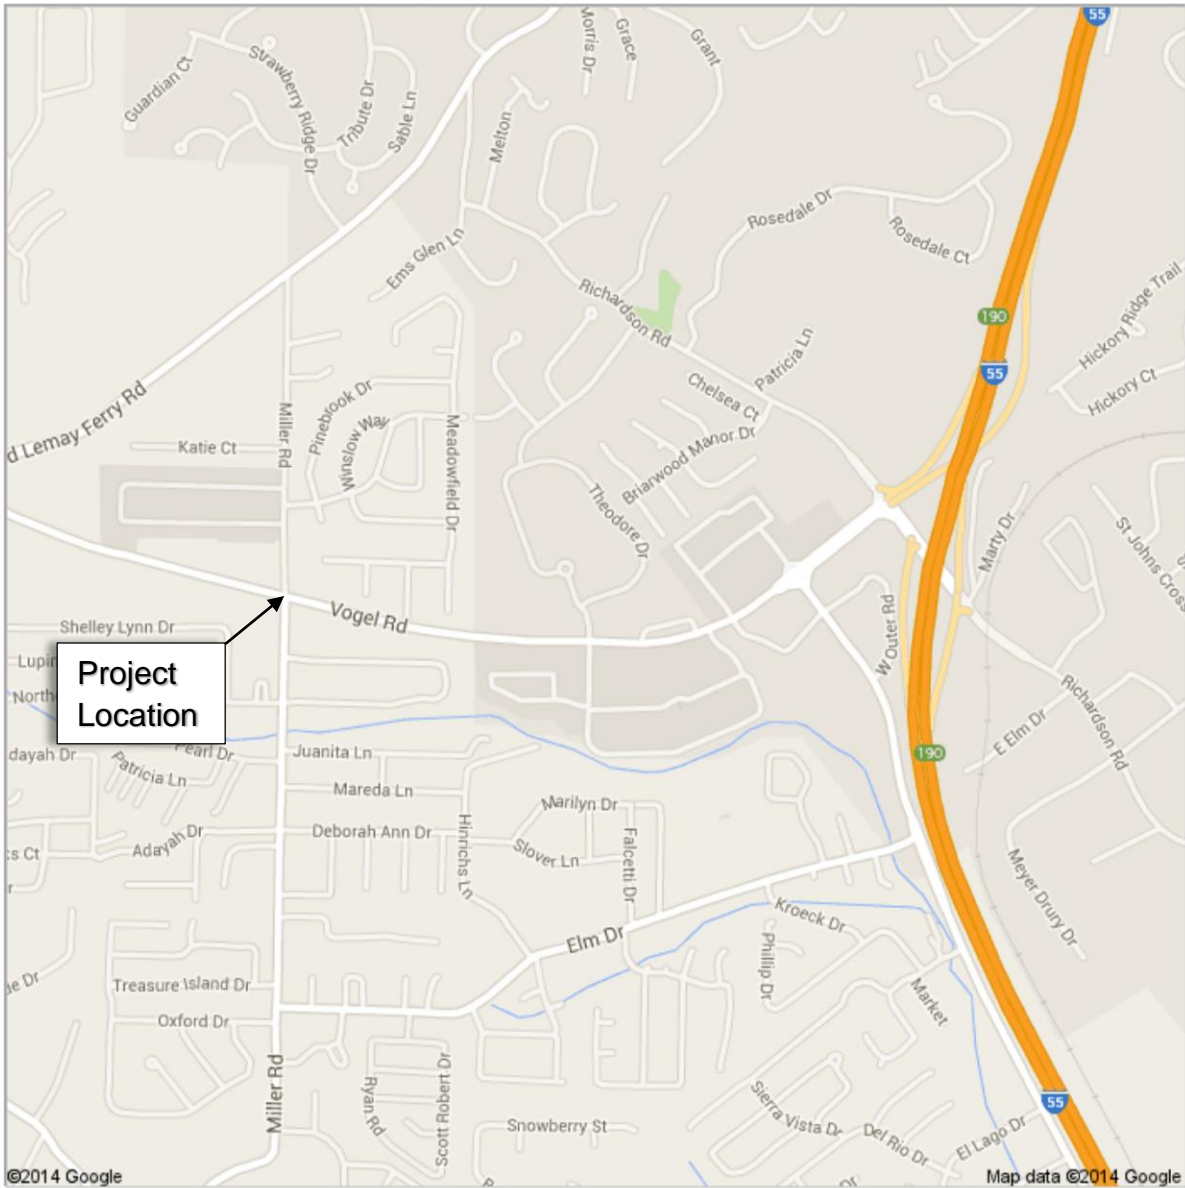 55
Morris Dr
Grace
Grant
Guardian Ct
Strawberry Ridge Dr
Tribute Dr
Sable Ln
Melton
Rosedale Dr
Rosedale Ct
Ems Glen Ln
Richardson Rd
190
55
Hickory Ridge Trail
Hickory Ct
Patricia Ln
Chelsea Ct
Briarwood Manor Dr
d Lemay Ferry Rd
Katie Ct
Miller Rd
Pinebrook Dr
Winslow Way
Meadowfield Dr
Theodore Dr
Marty Dr
St Johns Cross
Vogel Rd
W Outer Rd
Shelley Lynn Dr
Lupin
North
Project
Location
Richardson Rd
E Elm Dr
190
dayah Dr
Pearl Dr
Patricia Ln
Juanita Ln
Mareda Ln
Marilyn Dr
Adayah Dr
Deborah Ann Dr
Hinrichs Ln
Slover Ln
Falcetti Dr
cs Ct
r
Meyer Drury Dr
Kroeck Dr
Elm Dr
Phillip Dr
Market
Treasure Island Dr
Oxford Dr
Miller Rd
Ryan Rd
Scott Robert Dr
Snowberry St
Sierra Vista Dr
Del Rio Dr
El Lago Dr
55
©2014 Google
Map data ©2014 Google